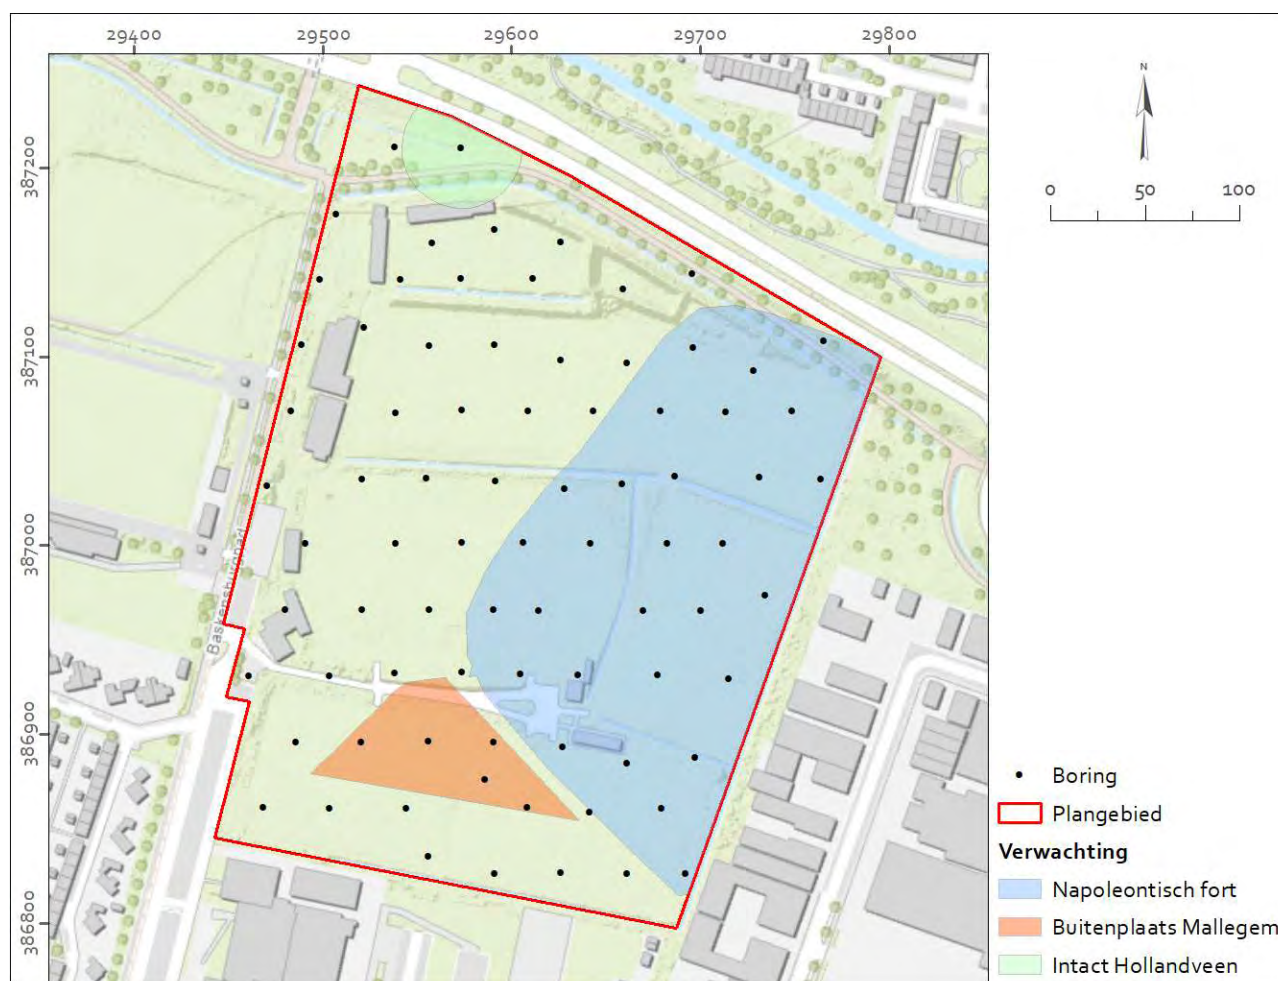 29400 29500 29600 29700 29800
387200
387100
387000
386900
386800
Baskensburgpad
N
0 50 100
Boring
Plangebied
Verwachting
Napoleontisch fort
Buitenplaats Mallegem
Intact Hollandveen